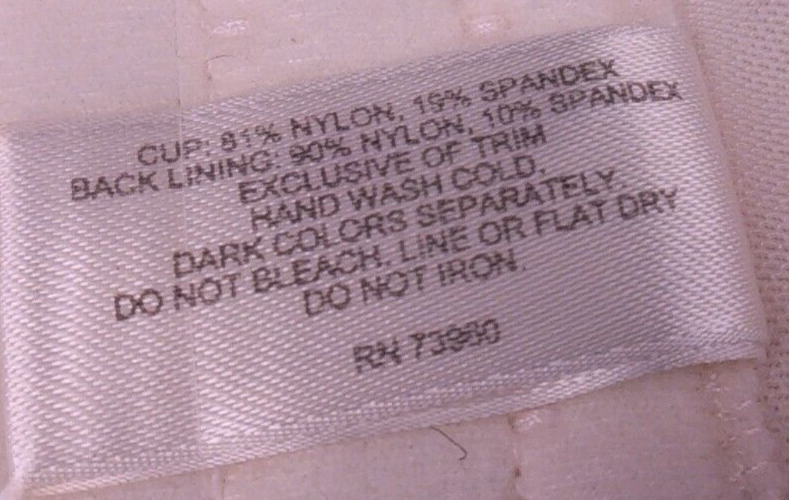 CUP: 81% NYLON, 19% SPANDEX
BACK LINING: 90% NYLON, 10% SPANDEX
EXCLUSIVE OF TRIM
HAND WASH COLD.
DARK COLORS SEPARATELY.
DO NOT BLEACH. LINE OR FLAT DRY
DO NOT IRON.
RN 73960